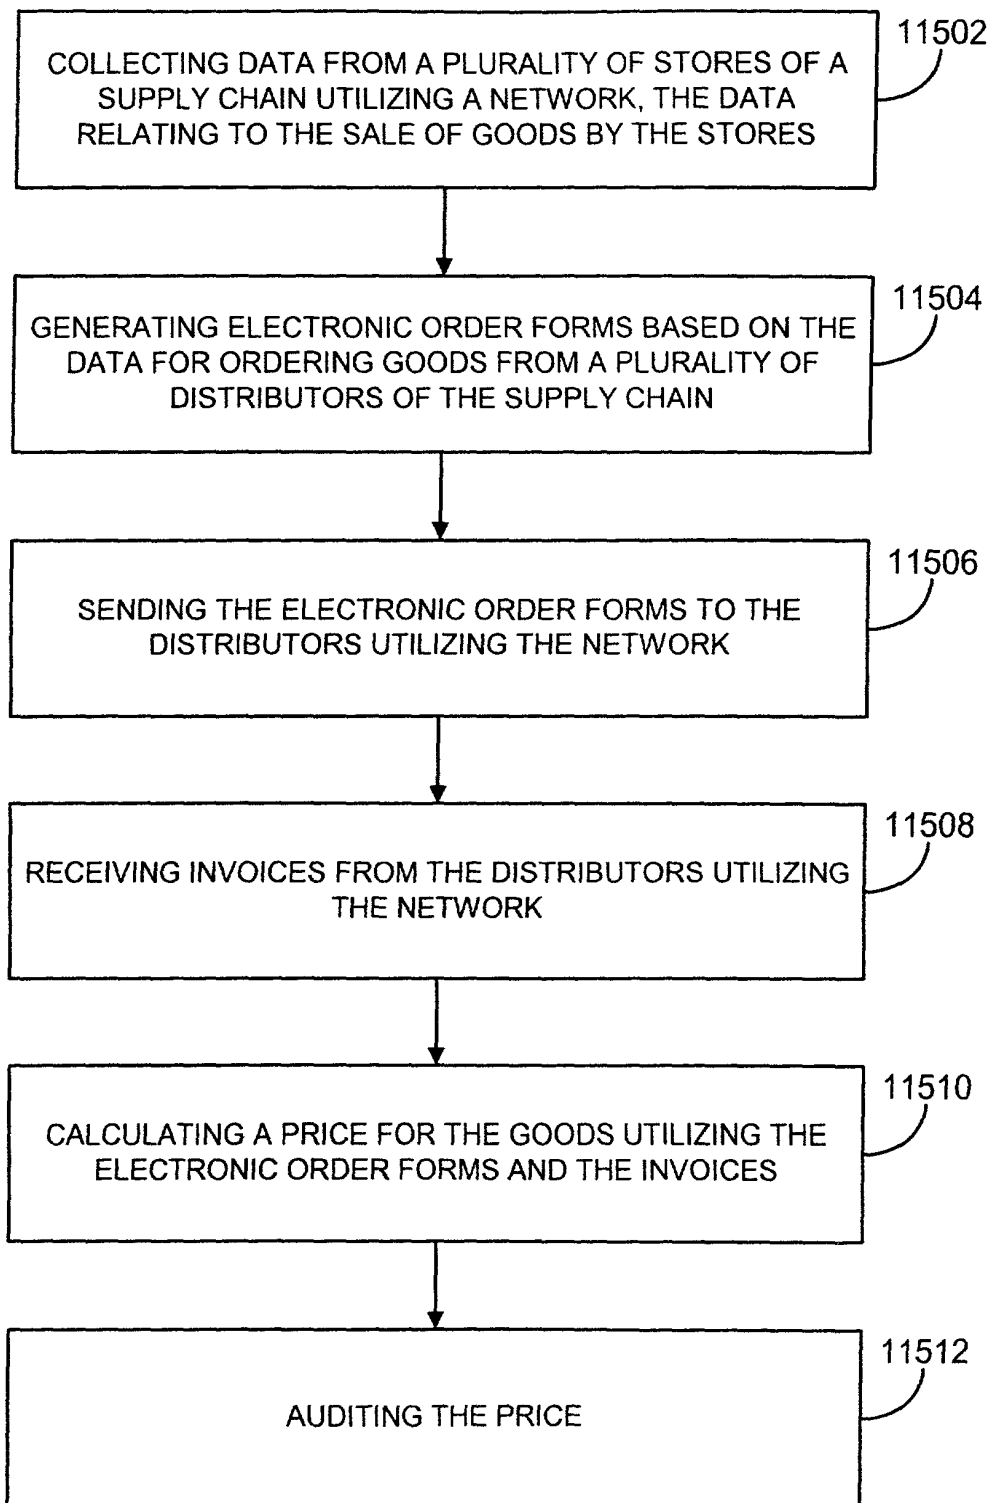 11502
COLLECTING DATA FROM A PLURALITY OF STORES OF A
SUPPLY CHAIN UTILIZING A NETWORK, THE DATA
RELATING TO THE SALE OF GOODS BY THE STORES
11504
GENERATING ELECTRONIC ORDER FORMS BASED ON THE
DATA FOR ORDERING GOODS FROM A PLURALITY OF
DISTRIBUTORS OF THE SUPPLY CHAIN
11506
SENDING THE ELECTRONIC ORDER FORMS TO THE
DISTRIBUTORS UTILIZING THE NETWORK
11508
RECEIVING INVOICES FROM THE DISTRIBUTORS UTILIZING
THE NETWORK
11510
CALCULATING A PRICE FOR THE GOODS UTILIZING THE
ELECTRONIC ORDER FORMS AND THE INVOICES
11512
AUDITING THE PRICE